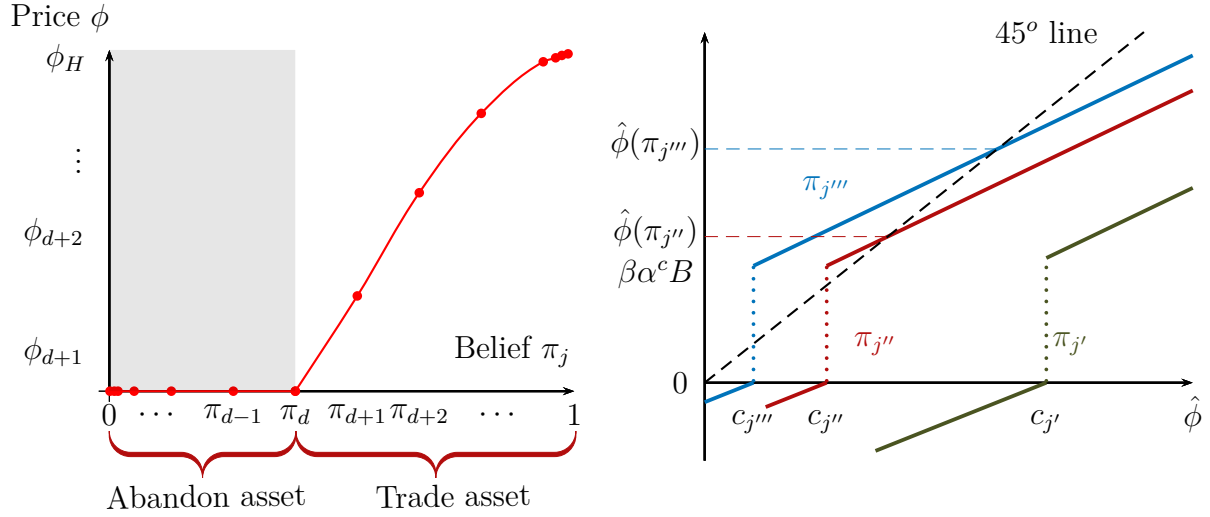 Price ϕ
ϕ_H
⋮
ϕ_{d+2}
ϕ_{d+1}
Belief π_j
0 ⋯ π_{d−1} π_d π_{d+1} π_{d+2} ⋯ 1
Abandon asset Trade asset
45^o line
ϕ̂(π_{j‴})
π_{j‴}
ϕ̂(π_{j″})
βα^cB
π_{j″} π_{j′}
0
c_{j‴} c_{j″} c_{j′} ϕ̂